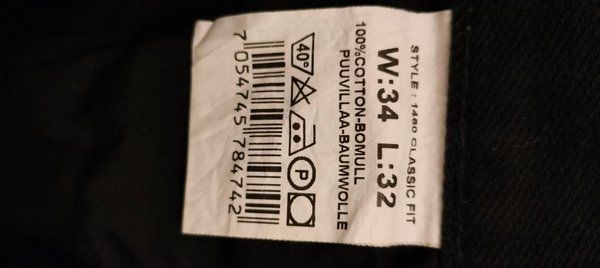 STYLE : 1460 CLASSIC FIT
W:34 L:32
100%COTTON-BOMULL
PUUVILLAA-BAUMWOLLE
40°
P
7 054745 784742